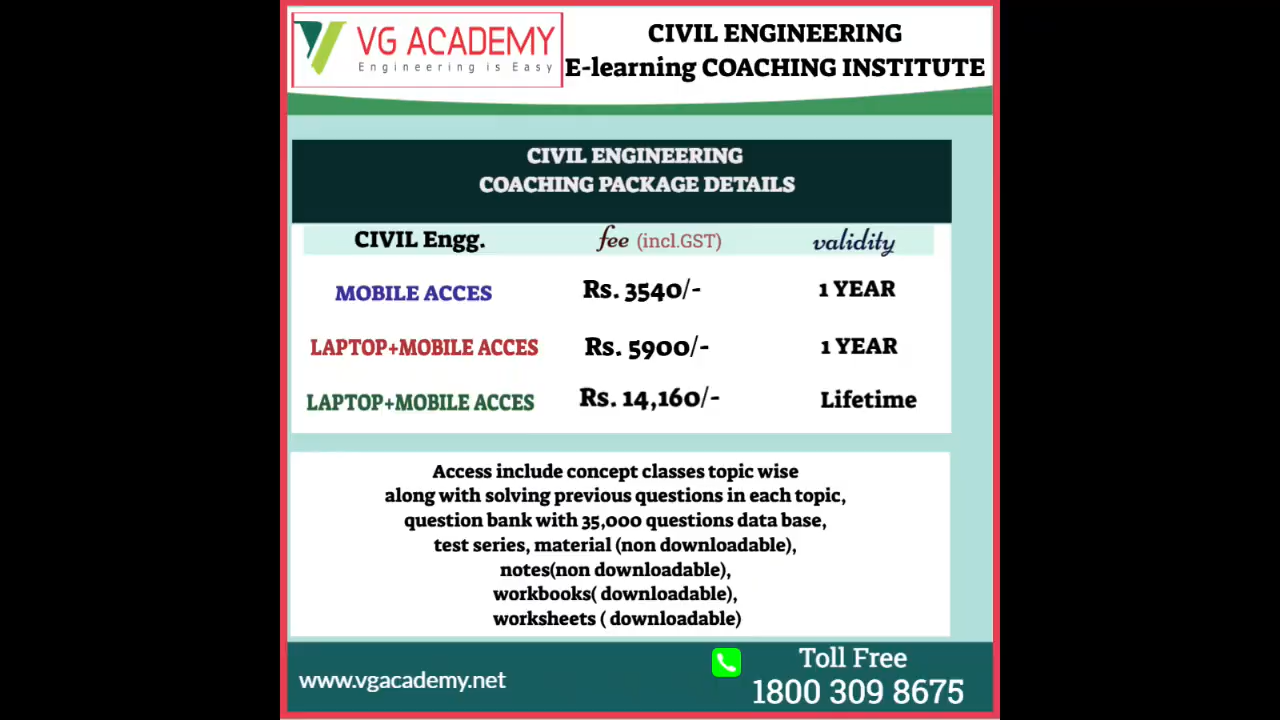 VG ACADEMY
Engineering is Easy
CIVIL ENGINEERING
E-learning COACHING INSTITUTE
CIVIL ENGINEERING
COACHING PACKAGE DETAILS
CIVIL Engg. fee (incl.GST) validity
MOBILE ACCES Rs. 3540/- 1 YEAR
LAPTOP+MOBILE ACCES Rs. 5900/- 1 YEAR
LAPTOP+MOBILE ACCES Rs. 14,160/- Lifetime
Access include concept classes topic wise
along with solving previous questions in each topic,
question bank with 35,000 questions data base,
test series, material (non downloadable),
notes(non downloadable),
workbooks( downloadable),
worksheets ( downloadable)
www.vgacademy.net
Toll Free
1800 309 8675